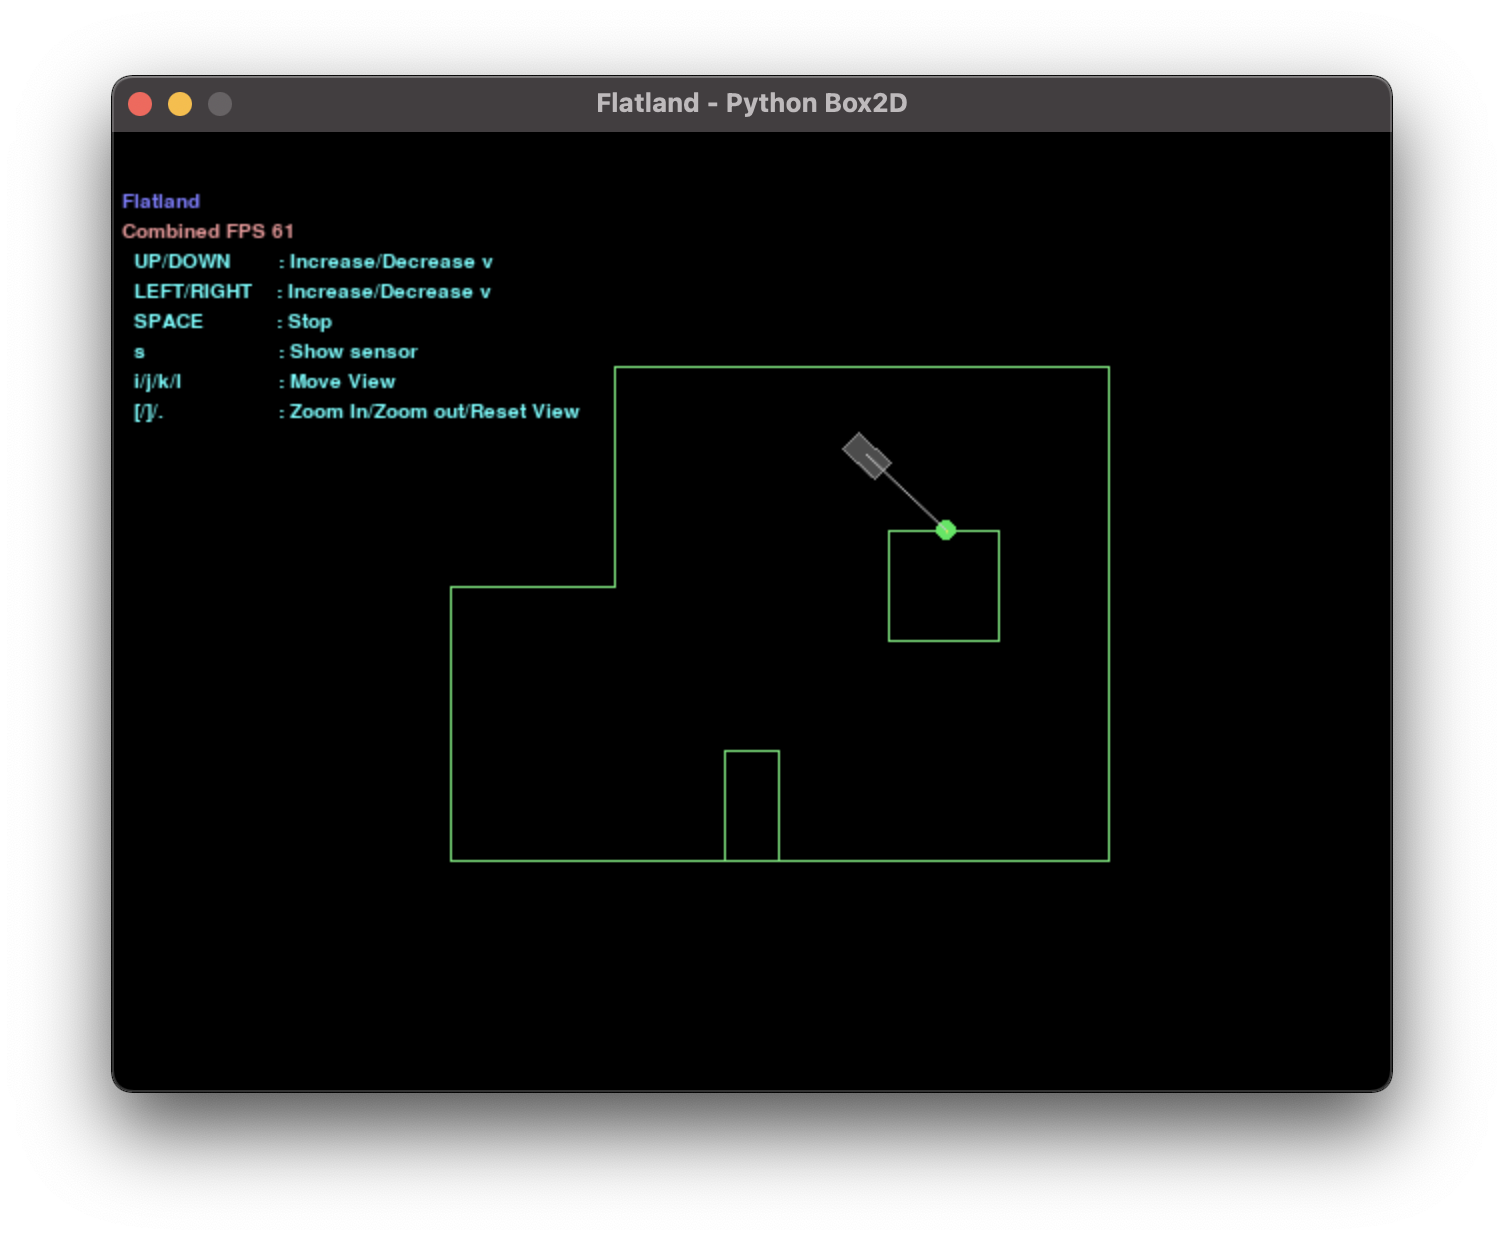 Flatland - Python Box2D
Flatland
Combined FPS 61
UP/DOWN : Increase/Decrease v
LEFT/RIGHT : Increase/Decrease v
SPACE : Stop
s : Show sensor
i/j/k/l : Move View
[/]/. : Zoom In/Zoom out/Reset View